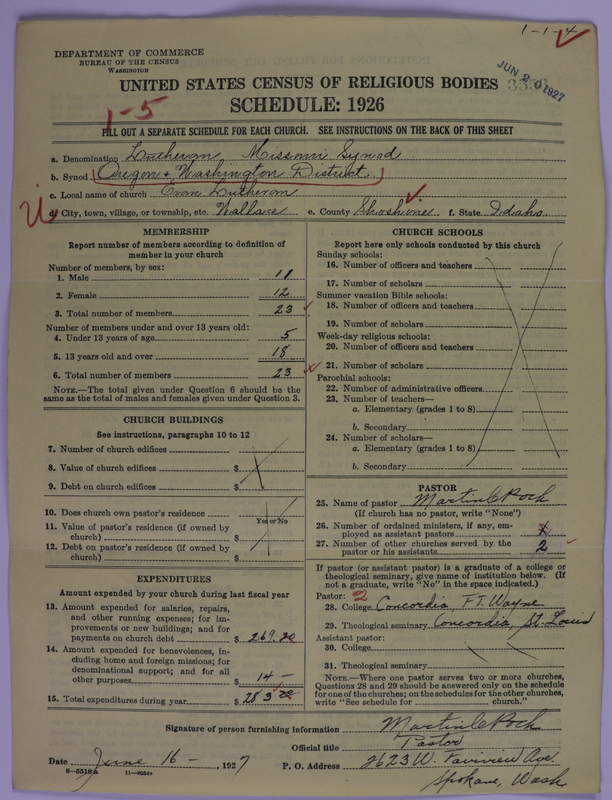 1-1-4
DEPARTMENT OF COMMERCE
BUREAU OF THE CENSUS
WASHINGTON
JUN 20 1927
UNITED STATES CENSUS OF RELIGIOUS BODIES
SCHEDULE: 1926
1-5
FILL OUT A SEPARATE SCHEDULE FOR EACH CHURCH. SEE INSTRUCTIONS ON THE BACK OF THIS SHEET
a. Denomination Lutheran, Missouri Synod
b. Synod Oregon & Washington District
c. Local name of church Evan Lutheran
d. City, town, village, or township, etc. Wallace e. County Shoshone f. State Idaho
MEMBERSHIP
Report number of members according to definition of
member in your church
Number of members, by sex:
1. Male 11
2. Female 12
3. Total number of members 23
Number of members under and over 13 years old:
4. Under 13 years of age 5
5. 13 years old and over 18
6. Total number of members 23
NOTE.—The total given under Question 6 should be
the same as the total of males and females given under Question 3.
CHURCH BUILDINGS
See instructions, paragraphs 10 to 12
7. Number of church edifices
8. Value of church edifices $
9. Debt on church edifices $
10. Does church own pastor's residence?
Yes or No
11. Value of pastor's residence (if owned by
church) $
12. Debt on pastor's residence (if owned by
church) $
EXPENDITURES
Amount expended by your church during last fiscal year
13. Amount expended for salaries, repairs,
and other running expenses; for im-
provements or new buildings; and for
payments on church debt $ 269.
14. Amount expended for benevolences, in-
cluding home and foreign missions; for
denominational support; and for all
other purposes $ 14 —
15. Total expenditures during year $ 283
CHURCH SCHOOLS
Report here only schools conducted by this church
Sunday schools:
16. Number of officers and teachers
17. Number of scholars
Summer vacation Bible schools:
18. Number of officers and teachers
19. Number of scholars
Week-day religious schools:
20. Number of officers and teachers
21. Number of scholars
Parochial schools:
22. Number of administrative officers
23. Number of teachers—
a. Elementary (grades 1 to 8)
b. Secondary
24. Number of scholars—
a. Elementary (grades 1 to 8)
b. Secondary
PASTOR
25. Name of pastor Martin C Koch
(If church has no pastor, write "None")
26. Number of ordained ministers, if any, em-
ployed as assistant pastors
27. Number of other churches served by the
pastor or his assistants 2
If pastor (or assistant pastor) is a graduate of a college or
theological seminary, give name of institution below. (If
not a graduate, write "No" in the space indicated.)
Pastor: 2
28. College Concordia, FT. Wayne
29. Theological seminary Concordia, St. Louis
Assistant pastor:
30. College
31. Theological seminary
NOTE.—Where one pastor serves two or more churches,
Questions 28 and 29 should be answered only on the schedule
for one of the churches; on the schedules for the other churches,
write "See schedule for church."
Signature of person furnishing information Martin C Koch
Official title Pastor
Date June 16 —, 1927 P. O. Address 2623 W. Fairview Ave.
8—5518a 11—9554 Spokane, Wash